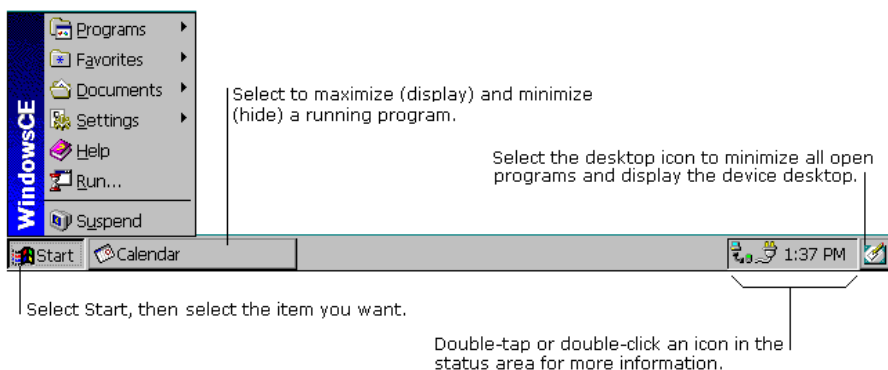 Programs
Favorites
Documents
Settings
Help
Run...
Suspend
WindowsCE
Select to maximize (display) and minimize
(hide) a running program.
Select the desktop icon to minimize all open
programs and display the device desktop.
Start
Calendar
1:37 PM
Select Start, then select the item you want.
Double-tap or double-click an icon in the
status area for more information.